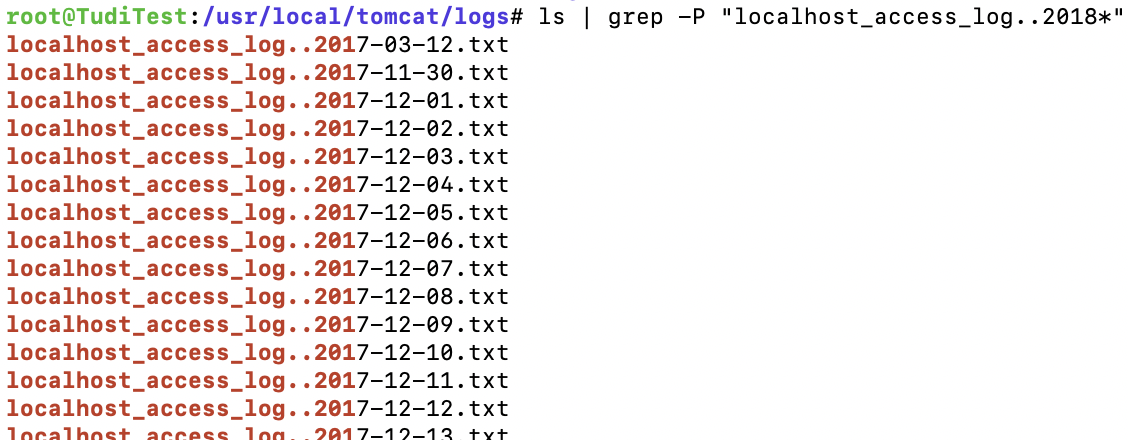 root@TudiTest:/usr/local/tomcat/logs# ls | grep -P "localhost_access_log..2018*"
localhost_access_log..2017-03-12.txt
localhost_access_log..2017-11-30.txt
localhost_access_log..2017-12-01.txt
localhost_access_log..2017-12-02.txt
localhost_access_log..2017-12-03.txt
localhost_access_log..2017-12-04.txt
localhost_access_log..2017-12-05.txt
localhost_access_log..2017-12-06.txt
localhost_access_log..2017-12-07.txt
localhost_access_log..2017-12-08.txt
localhost_access_log..2017-12-09.txt
localhost_access_log..2017-12-10.txt
localhost_access_log..2017-12-11.txt
localhost_access_log..2017-12-12.txt
localhost_access_log..2017-12-13.txt